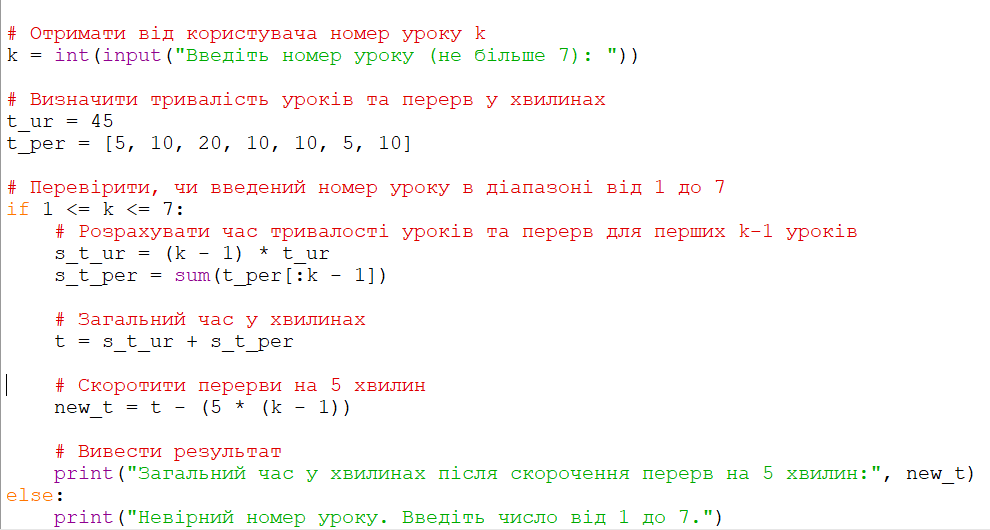 # Отримати від користувача номер уроку k
k = int(input("Введіть номер уроку (не більше 7): "))
# Визначити тривалість уроків та перерв у хвилинах
t_ur = 45
t_per = [5, 10, 20, 10, 10, 5, 10]
# Перевірити, чи введений номер уроку в діапазоні від 1 до 7
if 1 <= k <= 7:
    # Розрахувати час тривалості уроків та перерв для перших k-1 уроків
    s_t_ur = (k - 1) * t_ur
    s_t_per = sum(t_per[:k - 1])
    # Загальний час у хвилинах
    t = s_t_ur + s_t_per
    # Скоротити перерви на 5 хвилин
    new_t = t - (5 * (k - 1))
    # Вивести результат
    print("Загальний час у хвилинах після скорочення перерв на 5 хвилин:", new_t)
else:
    print("Невірний номер уроку. Введіть число від 1 до 7.")